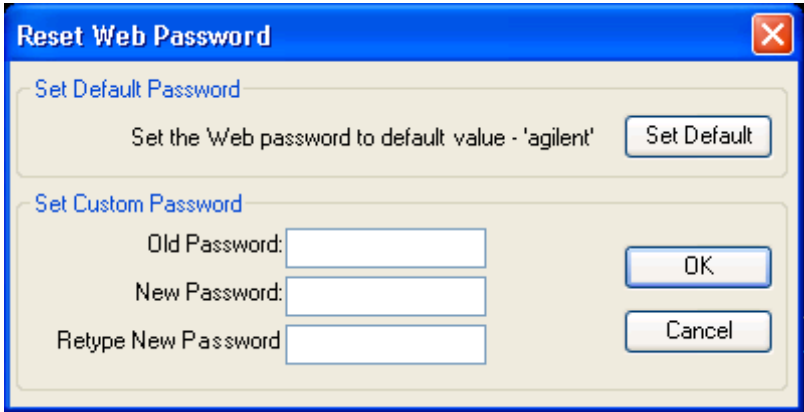 Reset Web Password
Set Default Password
Set the Web password to default value - 'agilent'
Set Default
Set Custom Password
Old Password:
OK
New Password:
Cancel
Retype New Password